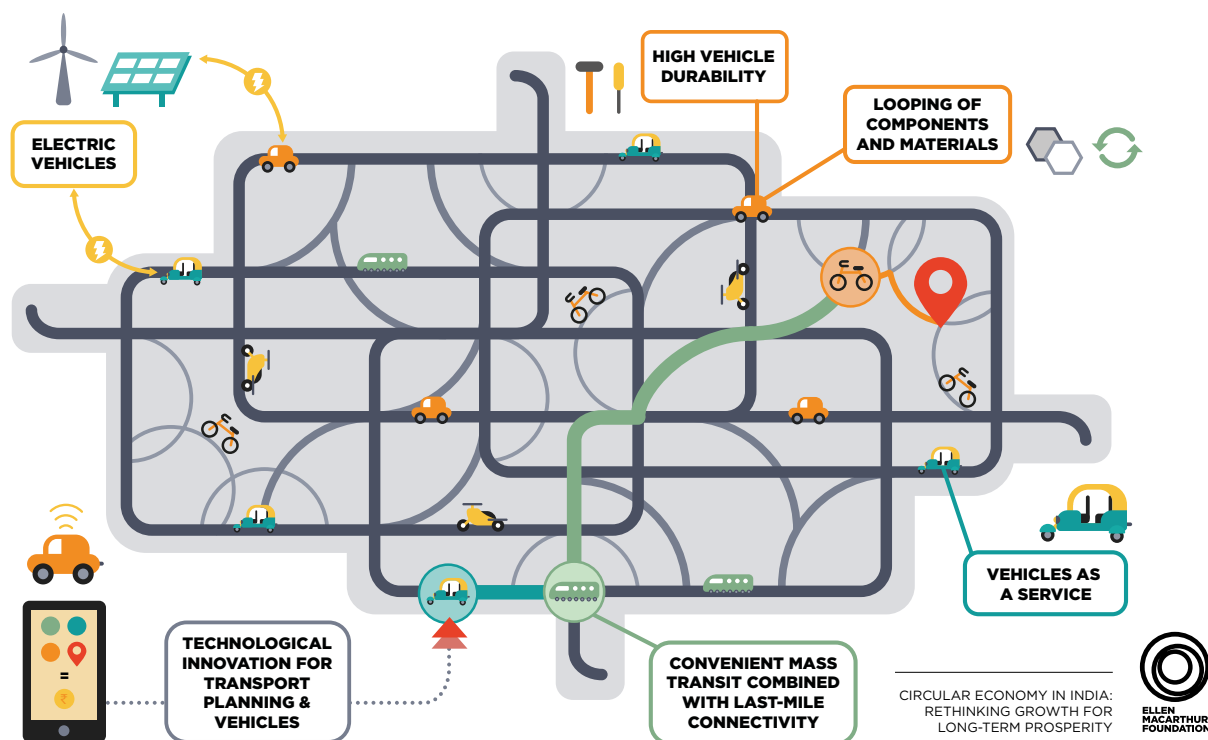 HIGH VEHICLE
DURABILITY
LOOPING OF
COMPONENTS
AND MATERIALS
ELECTRIC
VEHICLES
VEHICLES AS
A SERVICE
=
₹
TECHNOLOGICAL
INNOVATION FOR
TRANSPORT
PLANNING &
VEHICLES
CONVENIENT MASS
TRANSIT COMBINED
WITH LAST-MILE
CONNECTIVITY
CIRCULAR ECONOMY IN INDIA:
RETHINKING GROWTH FOR
LONG-TERM PROSPERITY
ELLEN
MACARTHUR
FOUNDATION